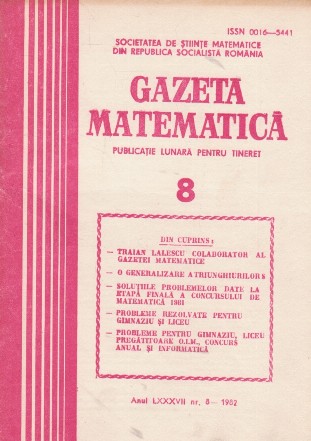 ISSN 0016—5441
SOCIETATEA DE ȘTIINȚE MATEMATICE
DIN REPUBLICA SOCIALISTĂ ROMÂNIA
GAZETA
MATEMATICĂ
PUBLICAȚIE LUNARĂ PENTRU TINERET
8
DIN CUPRINS :
— TRAIAN LALESCU COLABORATOR AL
GAZETEI MATEMATICE
— O GENERALIZARE A TRIUNGHIURILOR S
— SOLUȚIILE PROBLEMELOR DATE LA
ETAPA FINALĂ A CONCURSULUI DE
MATEMATICĂ 1981
— PROBLEME REZOLVATE PENTRU
GIMNAZIU ȘI LICEU
— PROBLEME PENTRU GIMNAZIU, LICEU
PREGĂTITOARE O.I.M., CONCURS
ANUAL ȘI INFORMATICĂ
Anul LXXXVII nr. 8 — 1982